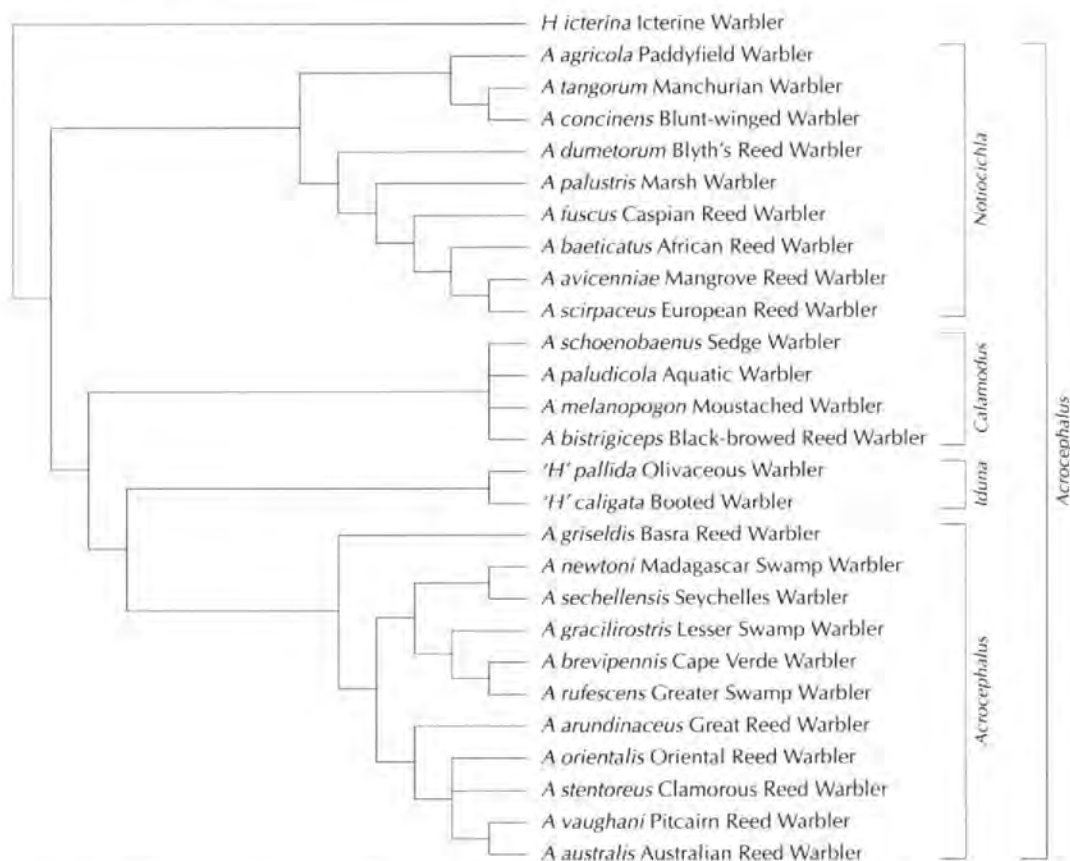 H icterina Icterine Warbler
A agricola Paddyfield Warbler
A tangorum Manchurian Warbler
A concinens Blunt-winged Warbler
A dumetorum Blyth's Reed Warbler
A palustris Marsh Warbler
A fuscus Caspian Reed Warbler
A baeticatus African Reed Warbler
A avicenniae Mangrove Reed Warbler
A scirpaceus European Reed Warbler
Notiocichla
A schoenobaenus Sedge Warbler
A paludicola Aquatic Warbler
A melanopogon Moustached Warbler
A bistrigiceps Black-browed Reed Warbler
Calamodus
'H' pallida Olivaceous Warbler
'H' caligata Booted Warbler
Iduna
A griseldis Basra Reed Warbler
A newtoni Madagascar Swamp Warbler
A sechellensis Seychelles Warbler
A gracilirostris Lesser Swamp Warbler
A brevipennis Cape Verde Warbler
A rufescens Greater Swamp Warbler
A arundinaceus Great Reed Warbler
A orientalis Oriental Reed Warbler
A stentoreus Clamorous Reed Warbler
A vaughani Pitcairn Reed Warbler
A australis Australian Reed Warbler
Acrocephalus
Acrocephalus